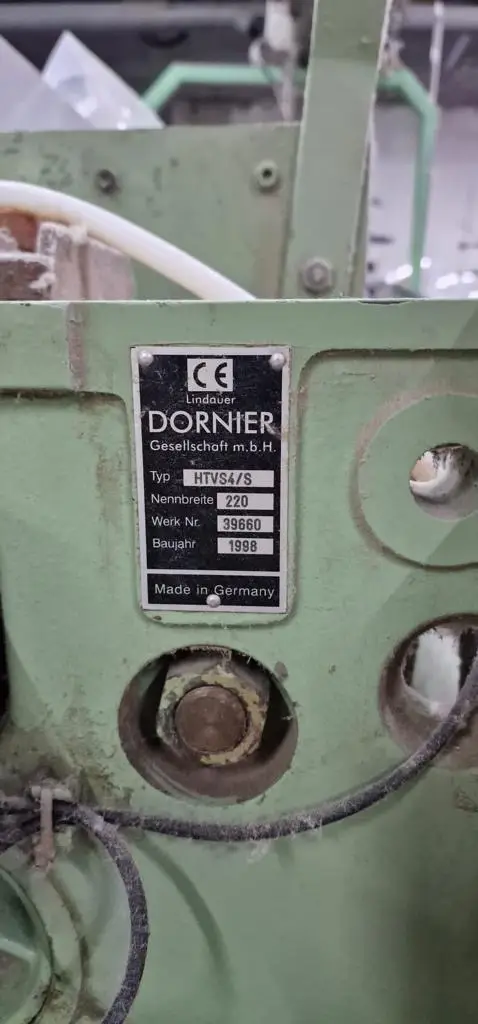 CE
Lindauer
DORNIER
Gesellschaft m.b.H.
Typ HTVS4/S
Nennbreite 220
Werk Nr. 39660
Baujahr 1998
Made in Germany